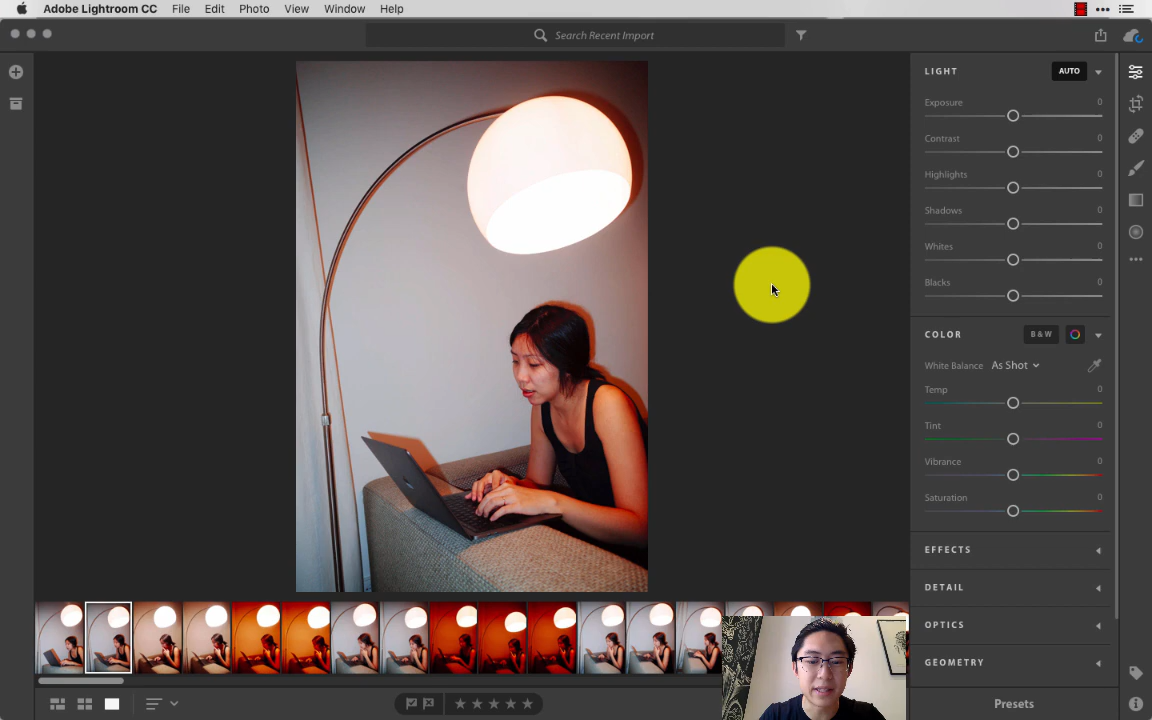 Adobe Lightroom CC File Edit Photo View Window Help
Search Recent Import
LIGHT AUTO
Exposure 0
Contrast 0
Highlights 0
Shadows 0
Whites 0
Blacks 0
COLOR B&W
White Balance As Shot
Temp 0
Tint 0
Vibrance 0
Saturation 0
EFFECTS
DETAIL
OPTICS
GEOMETRY
Presets